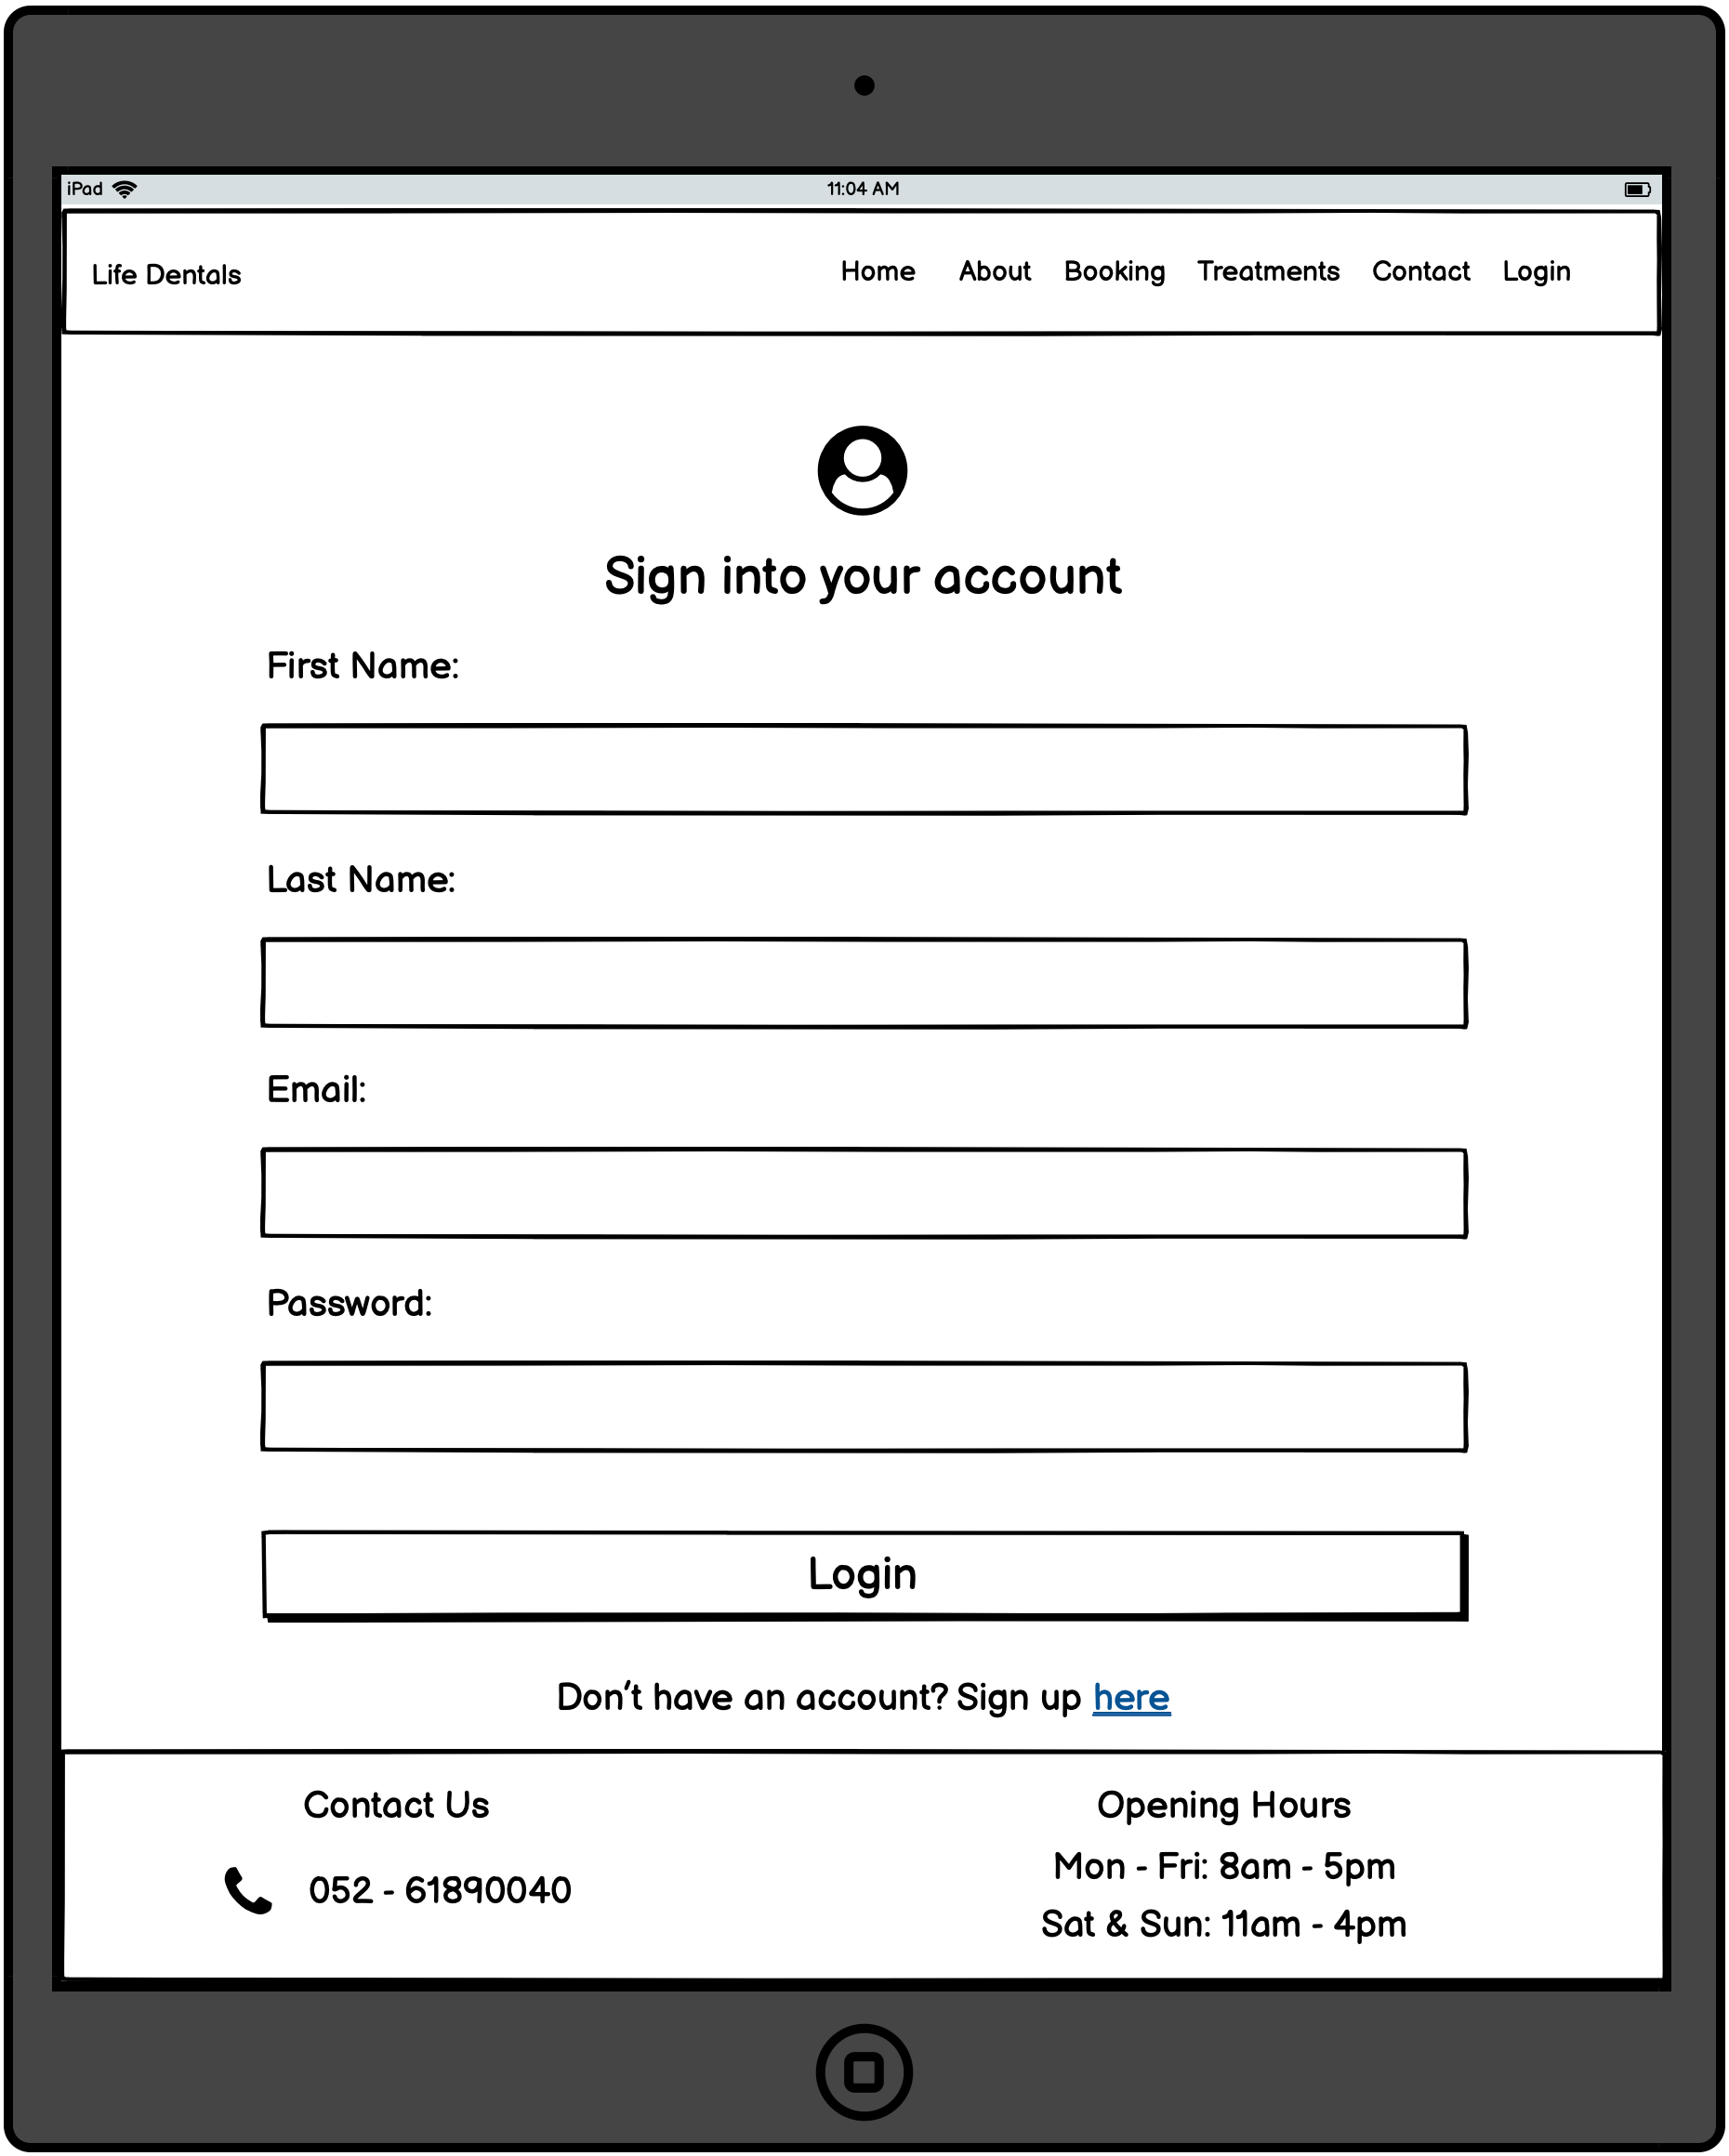 iPad 11:04 AM
Life Dentals Home About Booking Treatments Contact Login
Sign into your account
First Name:
Last Name:
Email:
Password:
Login
Don't have an account? Sign up here
Contact Us
052 - 61890040
Opening Hours
Mon - Fri: 8am - 5pm
Sat & Sun: 11am - 4pm